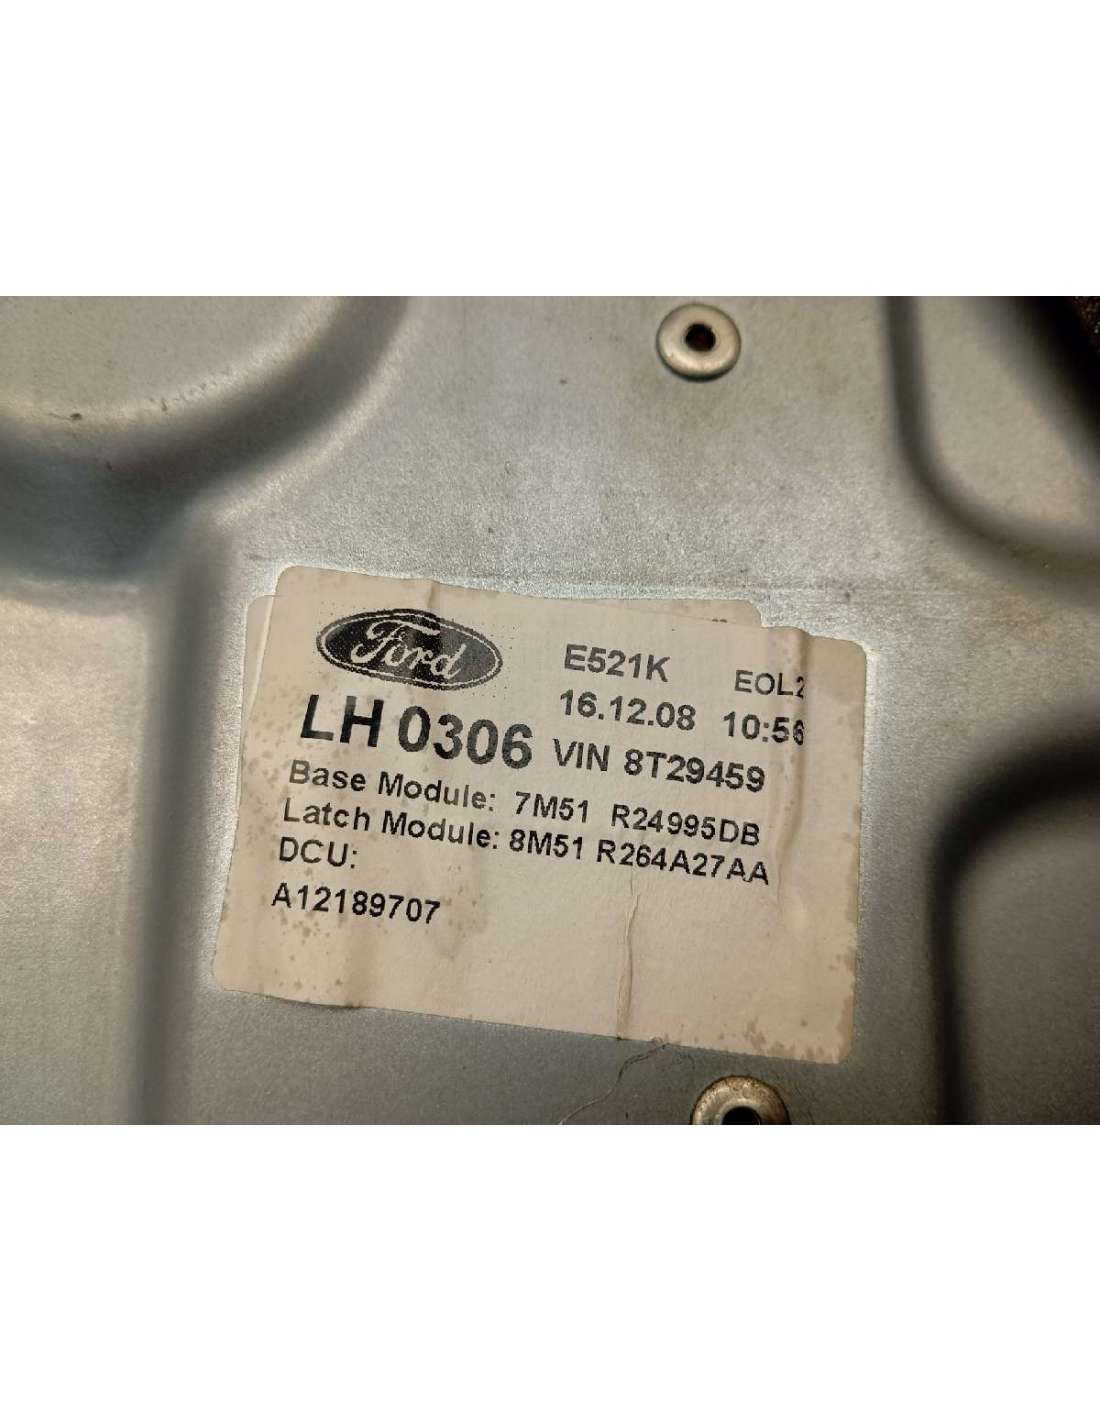 Ford
E521K EOL2
16.12.08 10:56
LH 0306 VIN 8T29459
Base Module: 7M51 R24995DB
Latch Module: 8M51 R264A27AA
DCU:
A12189707